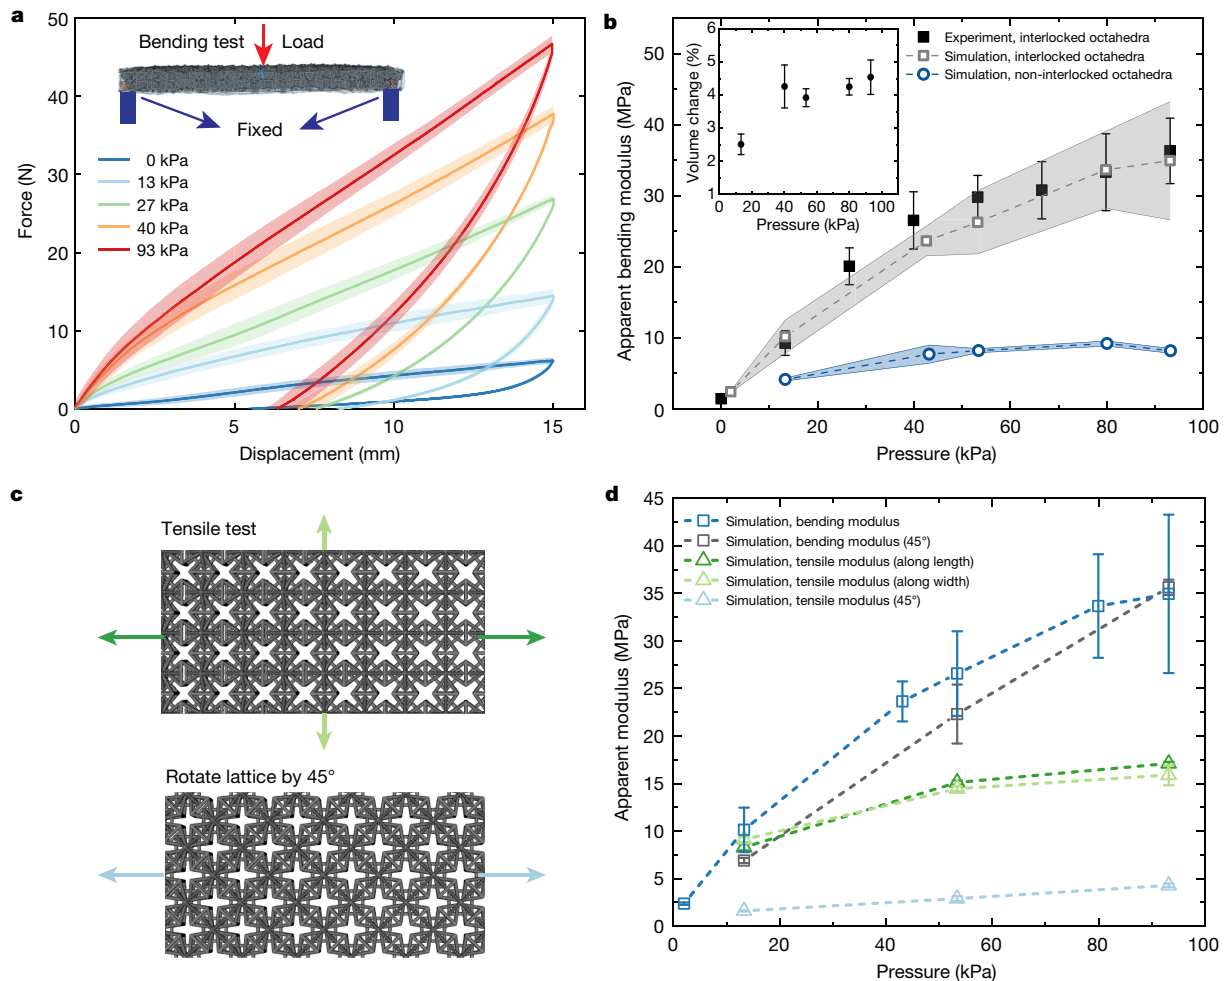 a
50
40
30
20
10
0
Force (N)
Bending test
Load
Fixed
0 kPa
13 kPa
27 kPa
40 kPa
93 kPa
0
5
10
15
Displacement (mm)
b
50
40
30
20
10
0
Apparent bending modulus (MPa)
Experiment, interlocked octahedra
Simulation, interlocked octahedra
Simulation, non-interlocked octahedra
6
5
4
3
2
1
Volume change (%)
0
20
40
60
80
100
Pressure (kPa)
0
20
40
60
80
100
Pressure (kPa)
c
Tensile test
Rotate lattice by 45°
d
45
40
35
30
25
20
15
10
5
0
Apparent modulus (MPa)
Simulation, bending modulus
Simulation, bending modulus (45°)
Simulation, tensile modulus (along length)
Simulation, tensile modulus (along width)
Simulation, tensile modulus (45°)
0
20
40
60
80
100
Pressure (kPa)